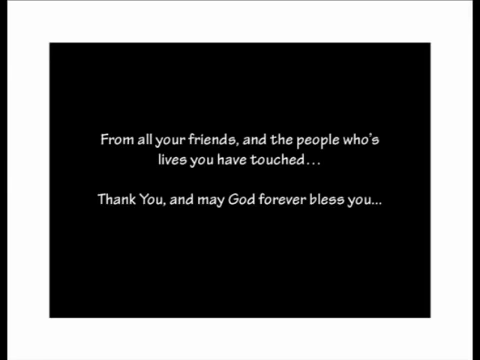 From all your friends, and the people who's
lives you have touched...
Thank You, and may God forever bless you...